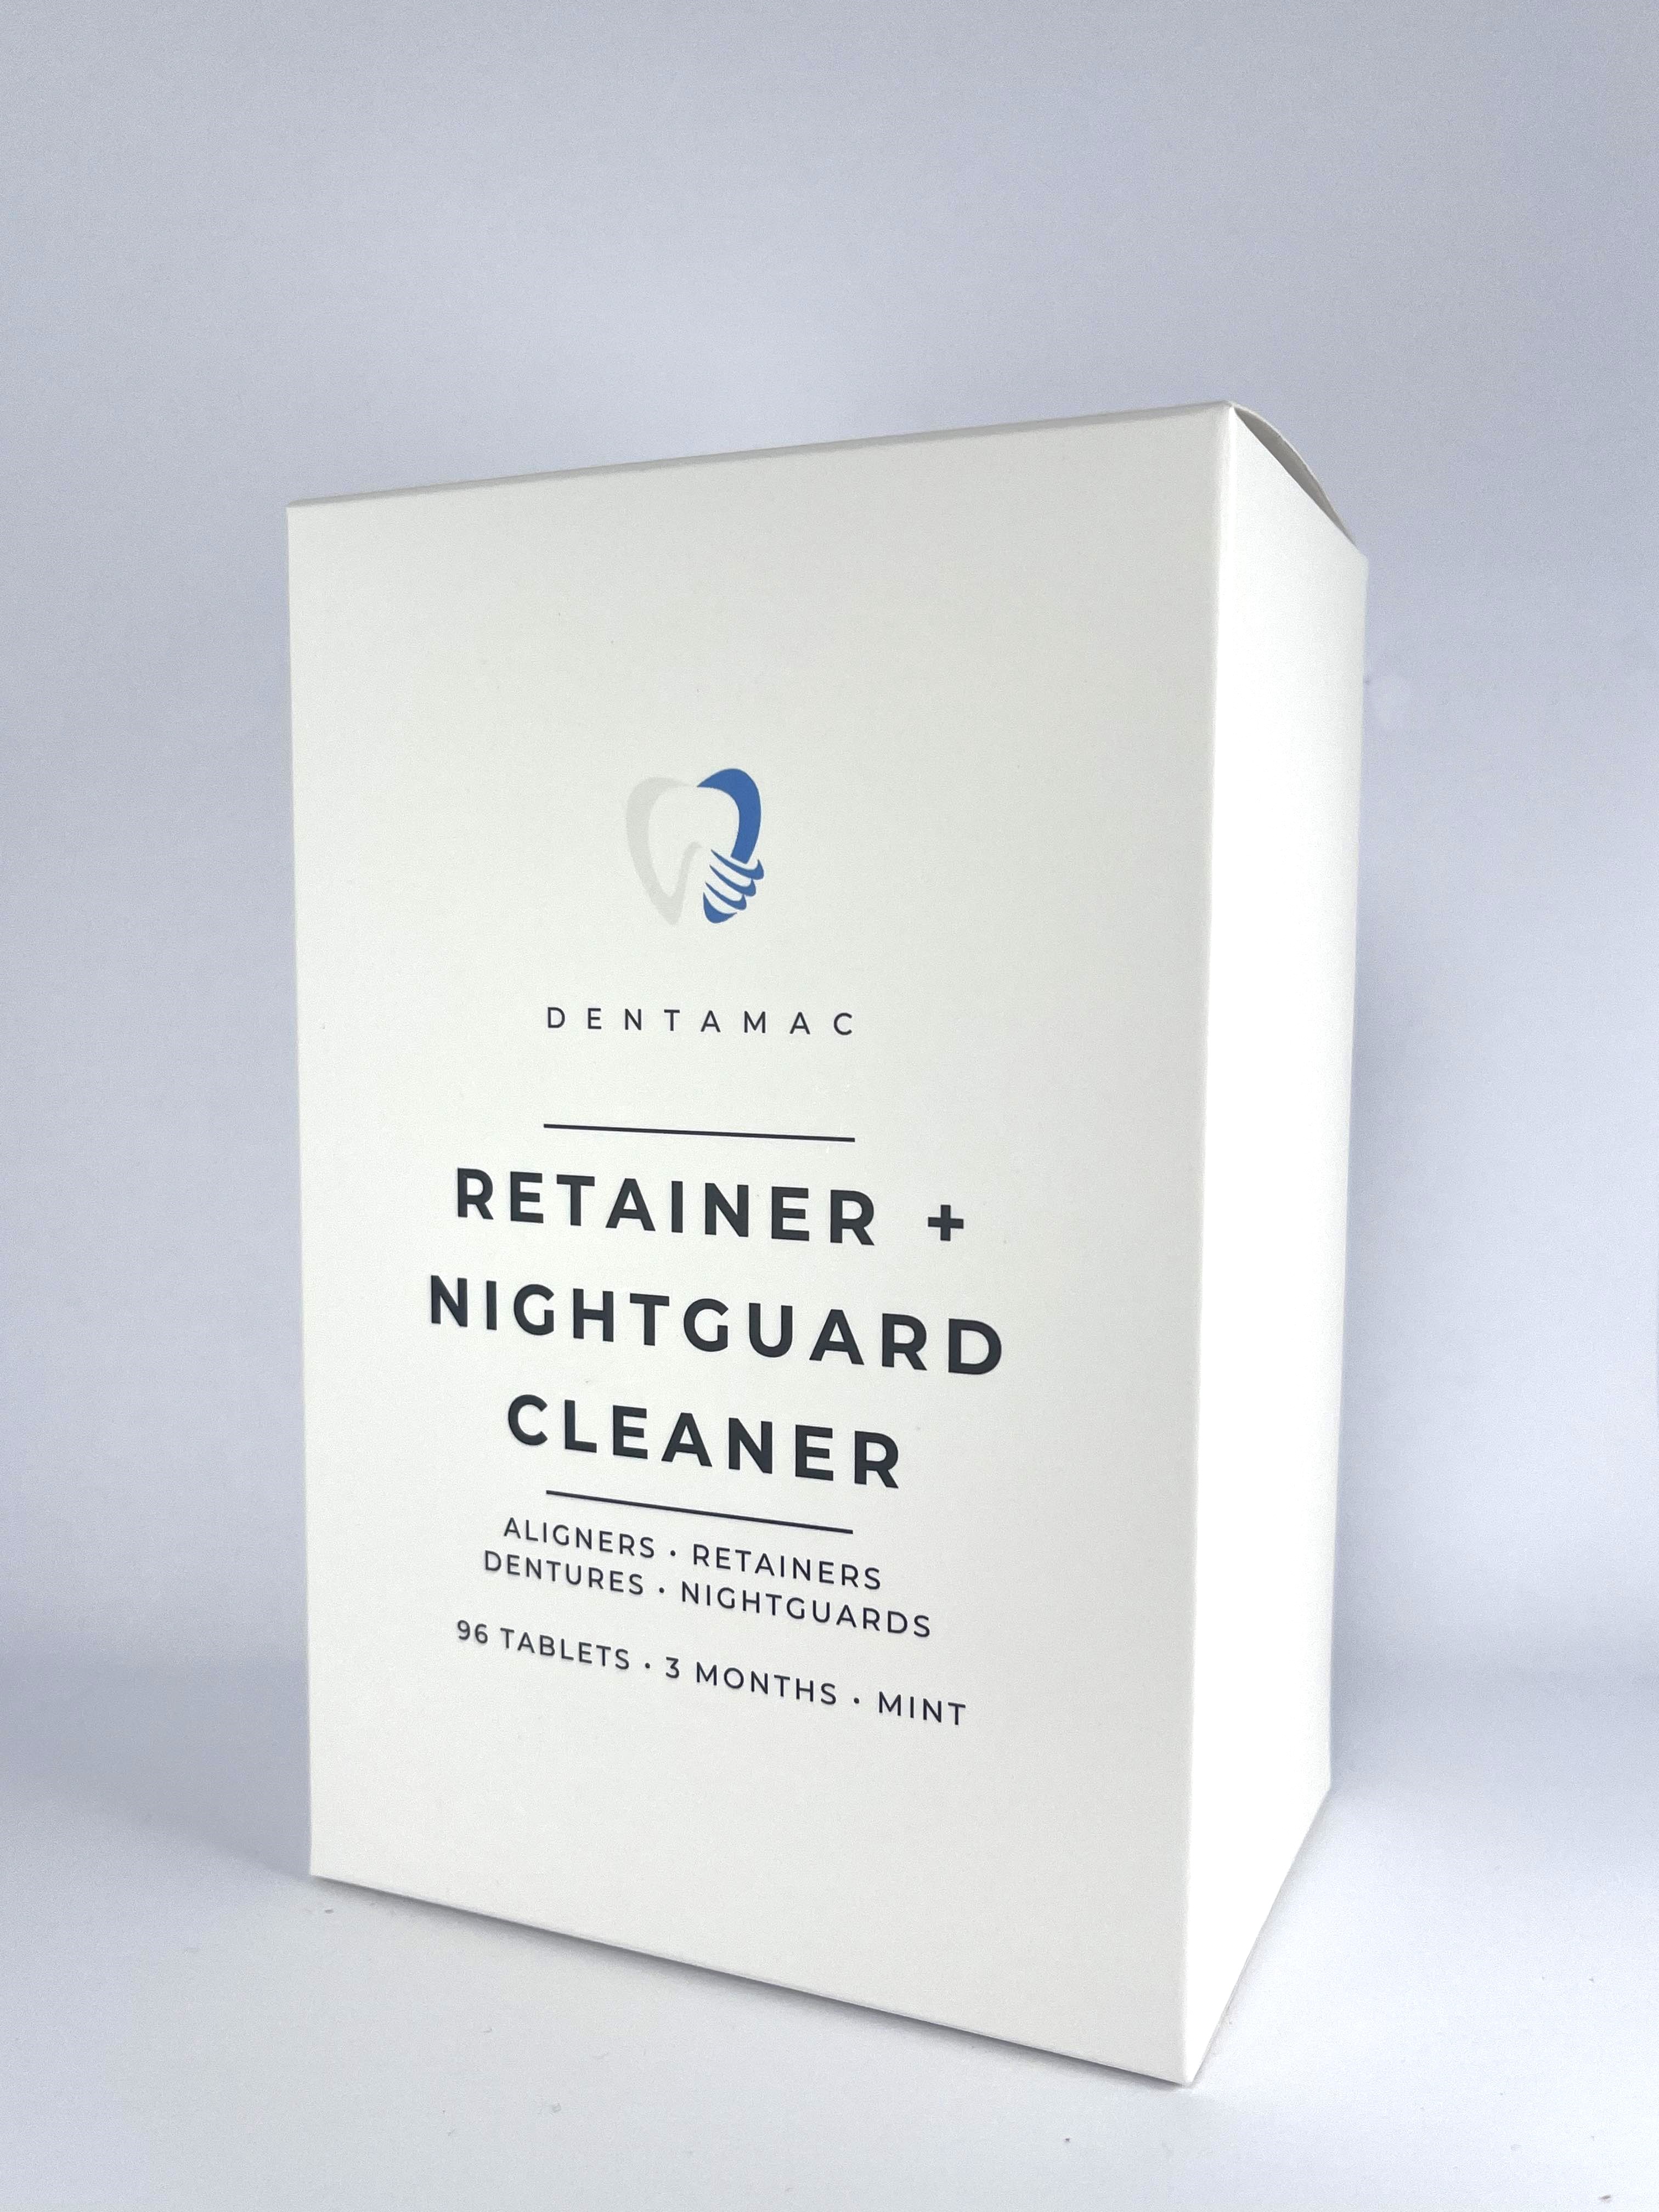 DENTAMAC
RETAINER +
NIGHTGUARD
CLEANER
ALIGNERS • RETAINERS
DENTURES • NIGHTGUARDS
96 TABLETS • 3 MONTHS • MINT